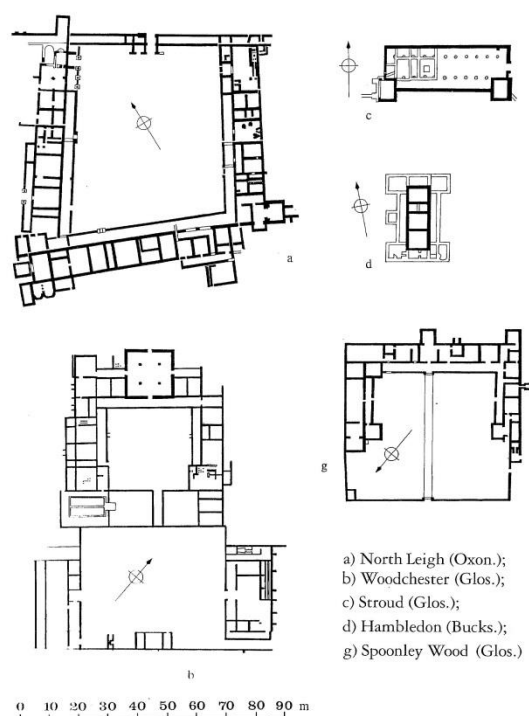 a
c
d
g
b
a) North Leigh (Oxon.);
b) Woodchester (Glos.);
c) Stroud (Glos.);
d) Hambledon (Bucks.);
g) Spoonley Wood (Glos.)
0 10 20 30 40 50 60 70 80 90 m